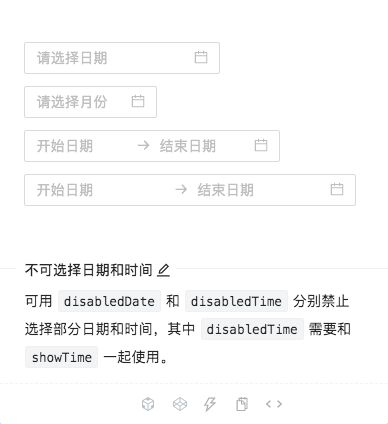 请选择日期
请选择月份
开始日期 → 结束日期
开始日期 → 结束日期
不可选择日期和时间
可用 disabledDate 和 disabledTime 分别禁止
选择部分日期和时间，其中 disabledTime 需要和
showTime 一起使用。